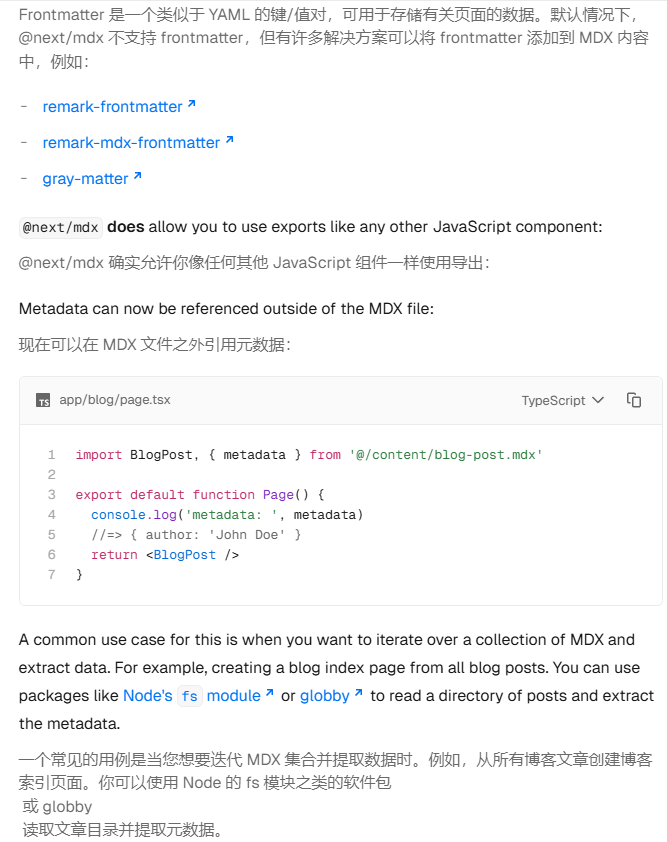 Frontmatter 是一个类似于 YAML 的键/值对，可用于存储有关页面的数据。默认情况下，
@next/mdx 不支持 frontmatter，但有许多解决方案可以将 frontmatter 添加到 MDX 内容
中，例如：
- remark-frontmatter ↗
- remark-mdx-frontmatter ↗
- gray-matter ↗
@next/mdx does allow you to use exports like any other JavaScript component:
@next/mdx 确实允许你像任何其他 JavaScript 组件一样使用导出：
Metadata can now be referenced outside of the MDX file:
现在可以在 MDX 文件之外引用元数据：
TS app/blog/page.tsx TypeScript
1 import BlogPost, { metadata } from '@/content/blog-post.mdx'
2
3 export default function Page() {
4   console.log('metadata: ', metadata)
5   //=> { author: 'John Doe' }
6   return <BlogPost />
7 }
A common use case for this is when you want to iterate over a collection of MDX and
extract data. For example, creating a blog index page from all blog posts. You can use
packages like Node's fs module ↗ or globby ↗ to read a directory of posts and extract
the metadata.
一个常见的用例是当您想要迭代 MDX 集合并提取数据时。例如，从所有博客文章创建博客
索引页面。你可以使用 Node 的 fs 模块之类的软件包
或 globby
读取文章目录并提取元数据。